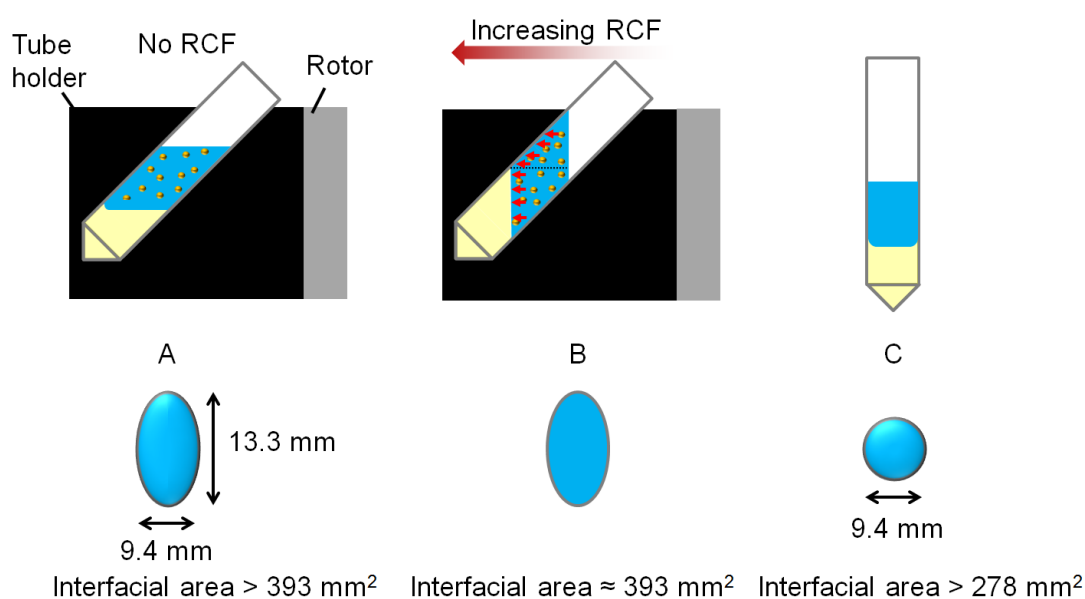 Tube
holder
No RCF
Rotor
Increasing RCF
A
B
C
13.3 mm
9.4 mm
9.4 mm
Interfacial area > 393 mm²
Interfacial area ≈ 393 mm²
Interfacial area > 278 mm²